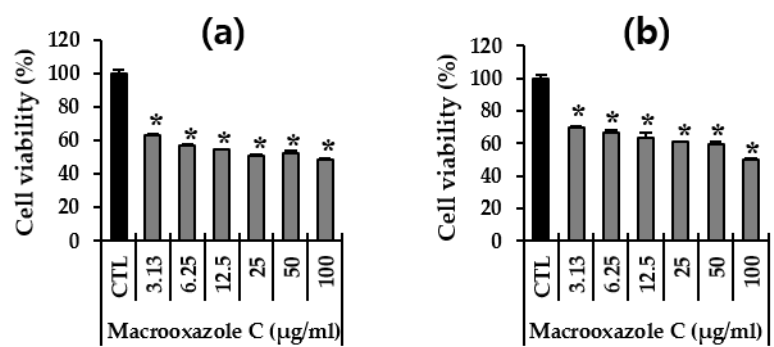 (a)
Cell viability (%)
120
100
80
60
40
20
0
* * * * * *
CTL
3.13
6.25
12.5
25
50
100
Macrooxazole C (μg/ml)
(b)
Cell viability (%)
120
100
80
60
40
20
0
* * * * * *
CTL
3.13
6.25
12.5
25
50
100
Macrooxazole C (μg/ml)